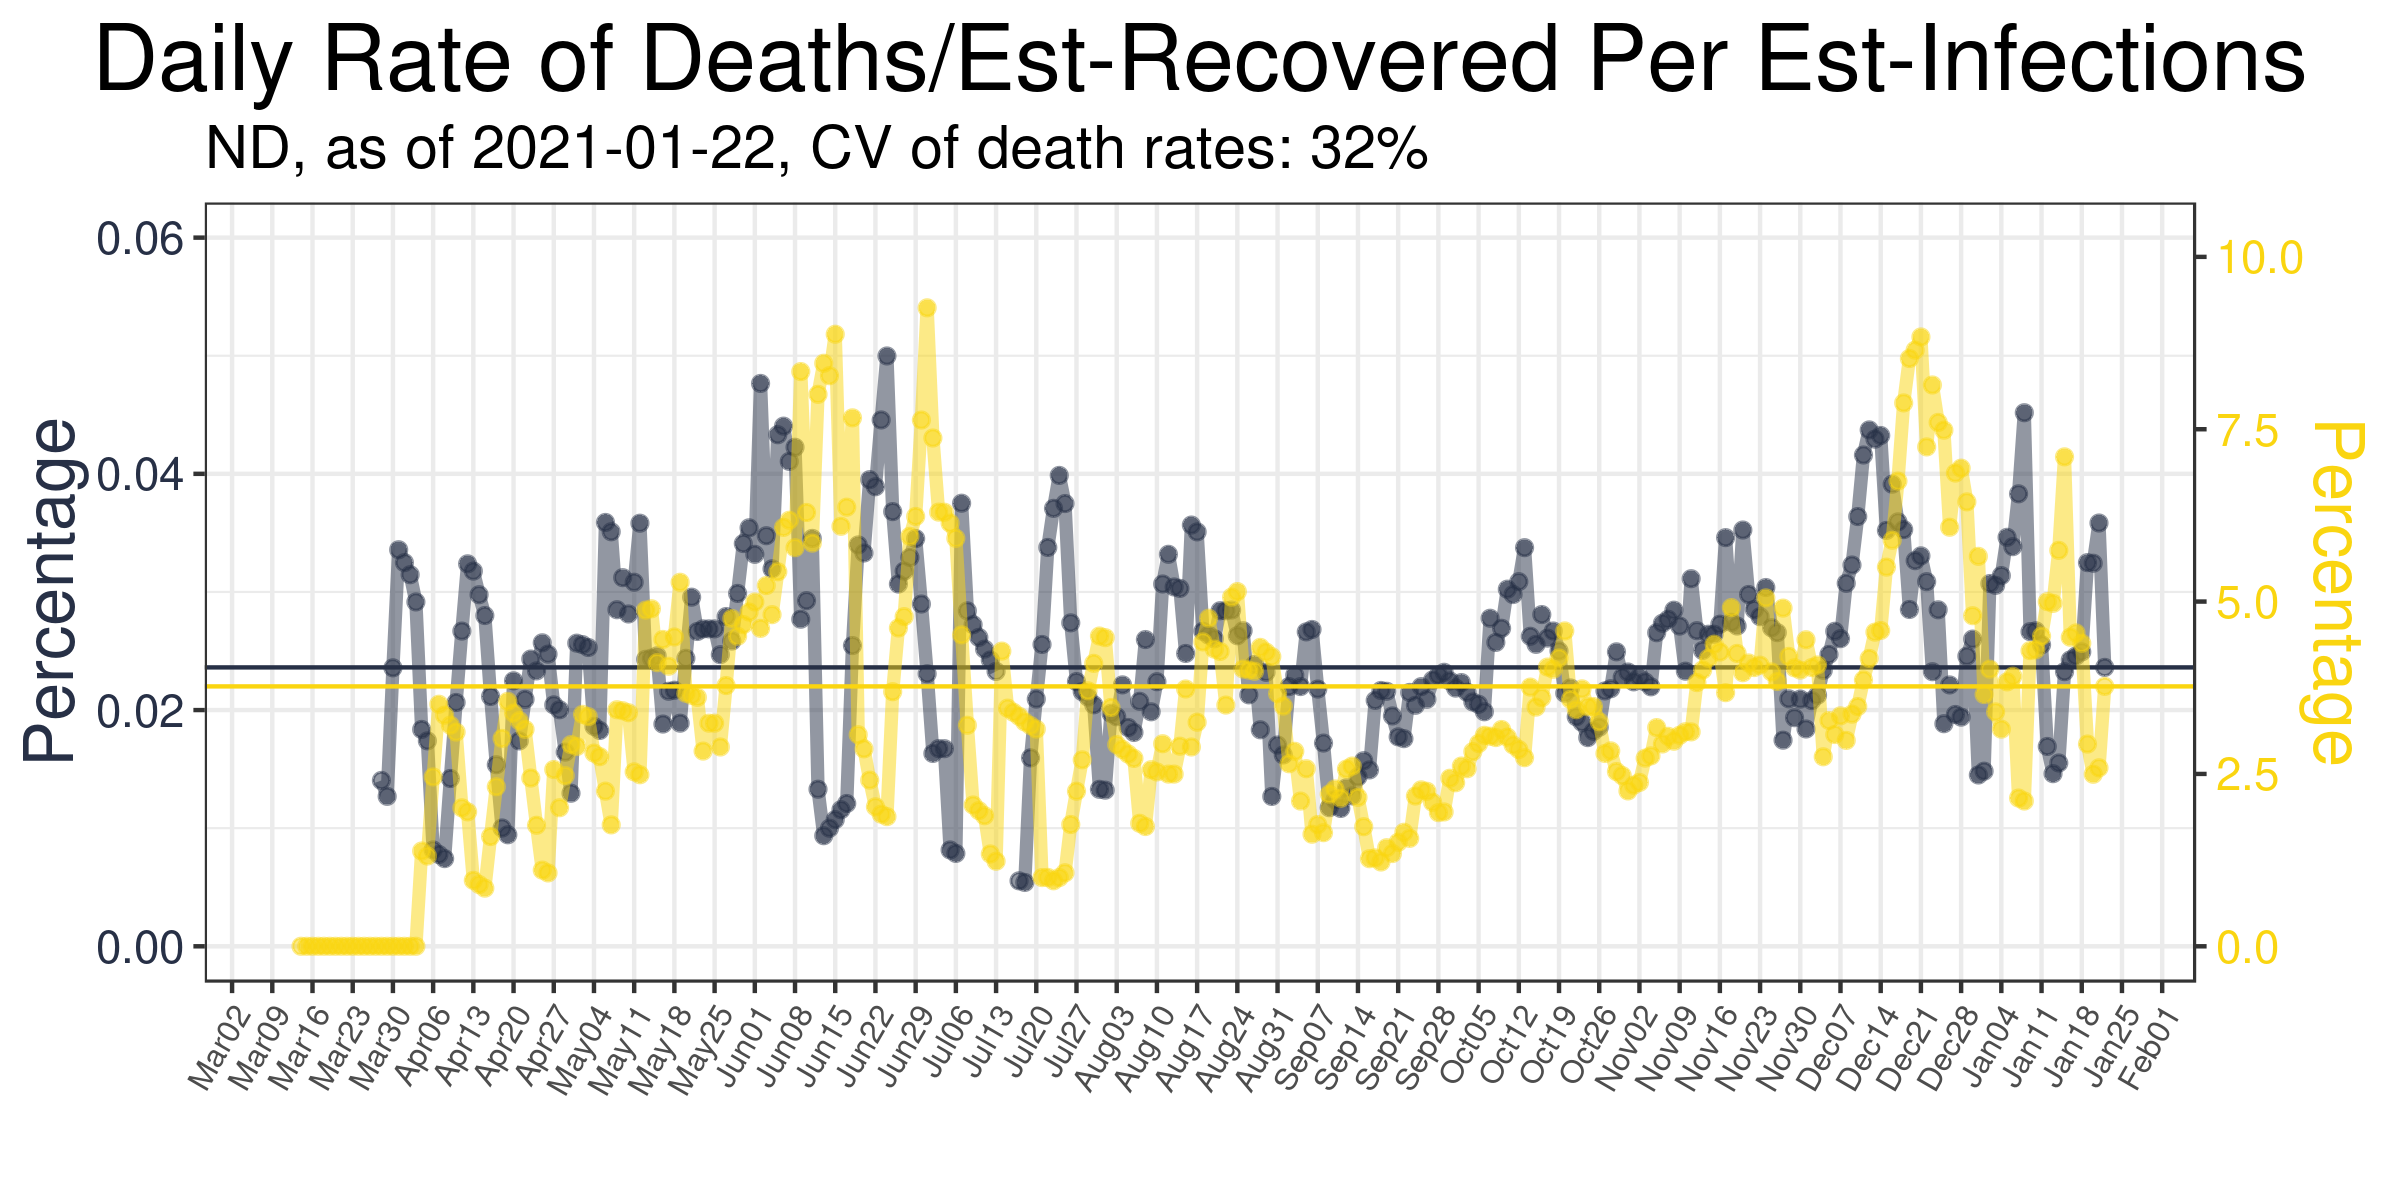 Daily Rate of Deaths/Est-Recovered Per Est-Infections
ND, as of 2021-01-22, CV of death rates: 32%
Percentage
0.06
0.04
0.02
0.00
10.0
7.5
5.0
2.5
0.0
Percentage
Mar02
Mar09
Mar16
Mar23
Mar30
Apr06
Apr13
Apr20
Apr27
May04
May11
May18
May25
Jun01
Jun08
Jun15
Jun22
Jun29
Jul06
Jul13
Jul20
Jul27
Aug03
Aug10
Aug17
Aug24
Aug31
Sep07
Sep14
Sep21
Sep28
Oct05
Oct12
Oct19
Oct26
Nov02
Nov09
Nov16
Nov23
Nov30
Dec07
Dec14
Dec21
Dec28
Jan04
Jan11
Jan18
Jan25
Feb01